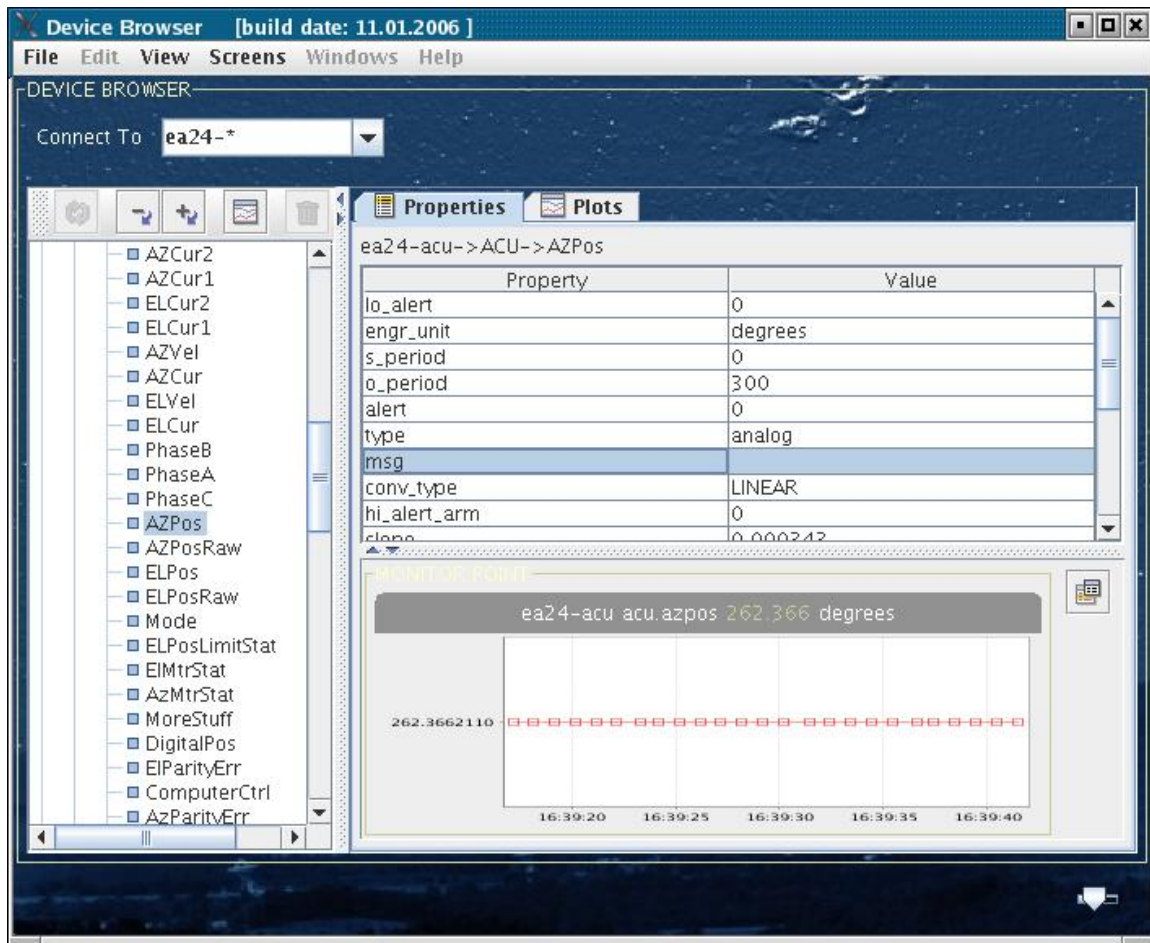 Device Browser [build date: 11.01.2006 ]
File Edit View Screens Windows Help
DEVICE BROWSER
Connect To ea24-*
Properties Plots
AZCur2
AZCur1
ELCur2
ELCur1
AZVel
AZCur
ELVel
ELCur
PhaseB
PhaseA
PhaseC
AZPos
AZPosRaw
ELPos
ELPosRaw
Mode
ELPosLimitStat
ElMtrStat
AzMtrStat
MoreStuff
DigitalPos
ElParityErr
ComputerCtrl
AzParityErr
ea24-acu->ACU->AZPos
Property Value
lo_alert 0
engr_unit degrees
s_period 0
o_period 300
alert 0
type analog
msg
conv_type LINEAR
hi_alert_arm 0
slope 0.000343
MONITOR POINT
ea24-acu acu.azpos 262.366 degrees
262.3662110
16:39:20 16:39:25 16:39:30 16:39:35 16:39:40